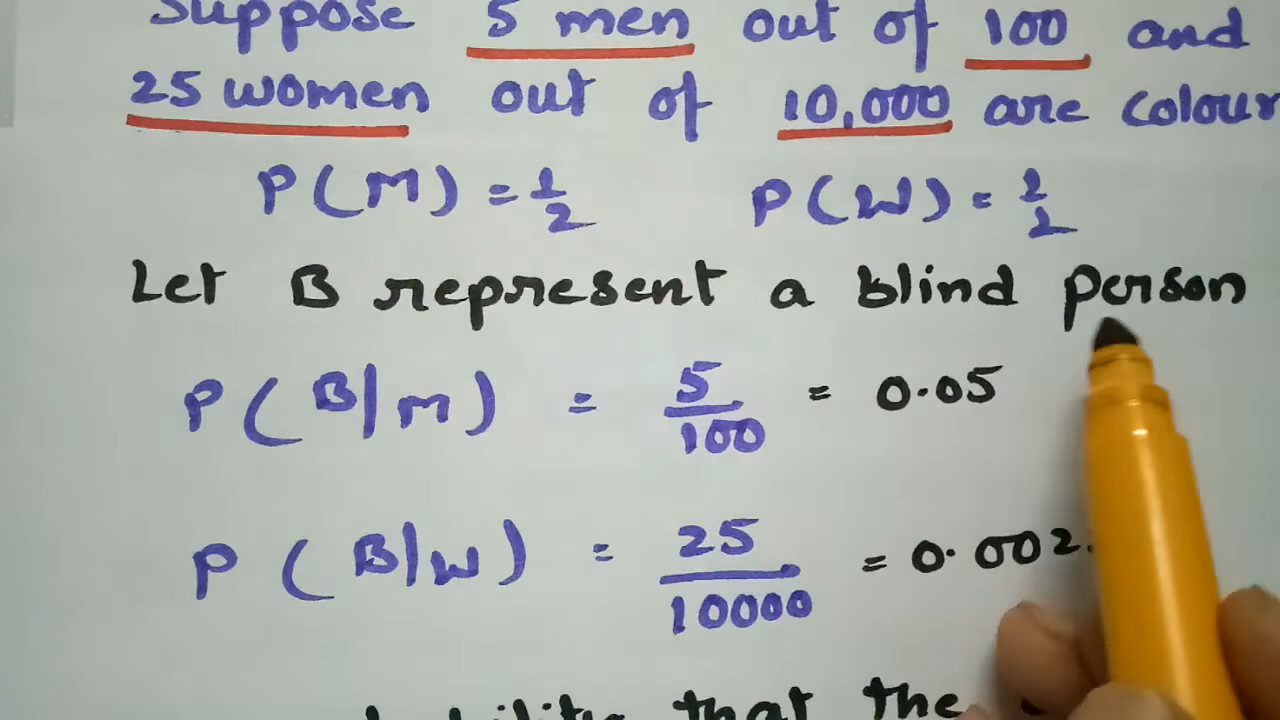 Suppose 5 men out of 100 and
25 women out of 10,000 are colour
P(M) = 1/2 P(W) = 1/2
Let B represent a blind person
P(B/M) = 5/100 = 0.05
P(B/W) = 25/10000 = 0.002
that the